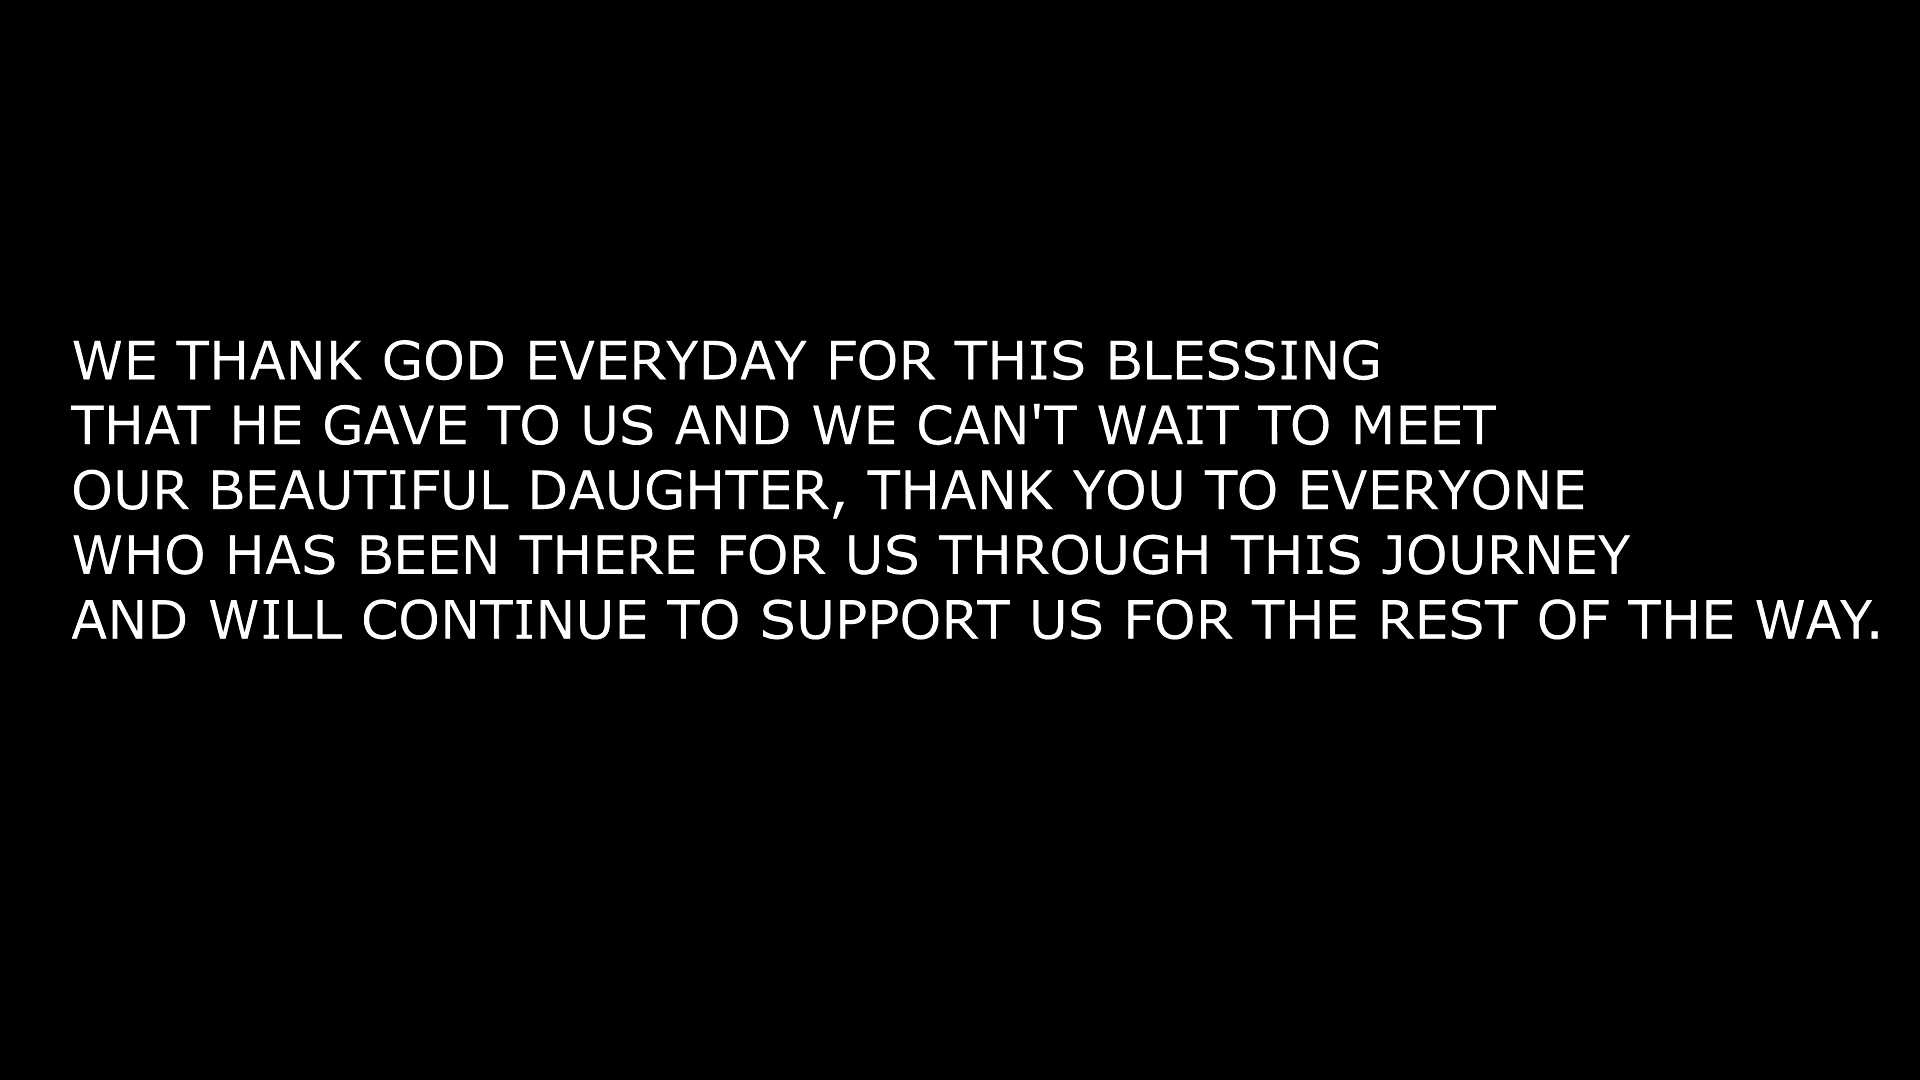 WE THANK GOD EVERYDAY FOR THIS BLESSING
THAT HE GAVE TO US AND WE CAN'T WAIT TO MEET
OUR BEAUTIFUL DAUGHTER, THANK YOU TO EVERYONE
WHO HAS BEEN THERE FOR US THROUGH THIS JOURNEY
AND WILL CONTINUE TO SUPPORT US FOR THE REST OF THE WAY.